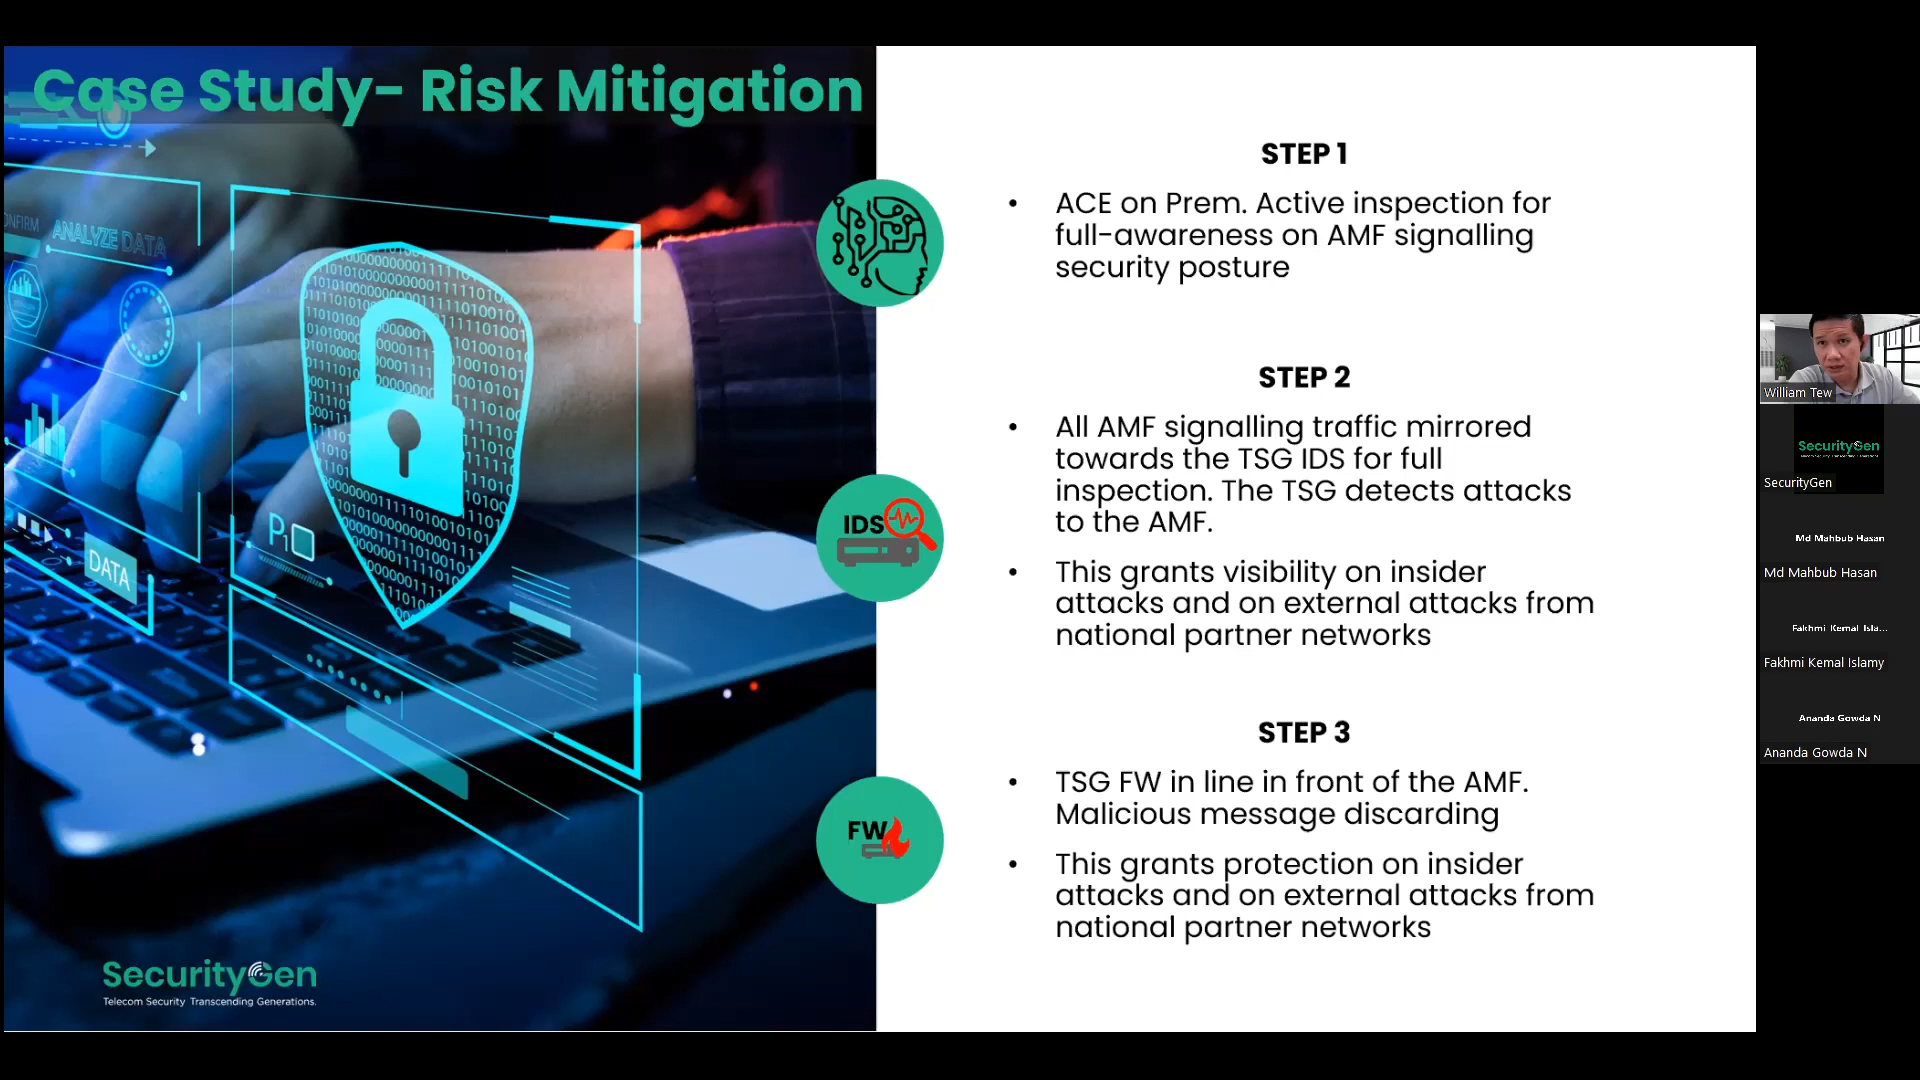 Case Study- Risk Mitigation
CONFIRM
ANALYZE DATA
P1
DATA
SecurityGen
Telecom Security Transcending Generations.
STEP 1
• ACE on Prem. Active inspection for
full-awareness on AMF signalling
security posture
IDS
STEP 2
• All AMF signalling traffic mirrored
towards the TSG IDS for full
inspection. The TSG detects attacks
to the AMF.
• This grants visibility on insider
attacks and on external attacks from
national partner networks
FW
STEP 3
• TSG FW in line in front of the AMF.
Malicious message discarding
• This grants protection on insider
attacks and on external attacks from
national partner networks
William Tew
SecurityGen
SecurityGen
Md Mahbub Hasan
Md Mahbub Hasan
Fakhmi Kemal Isla...
Fakhmi Kemal Islamy
Ananda Gowda N
Ananda Gowda N